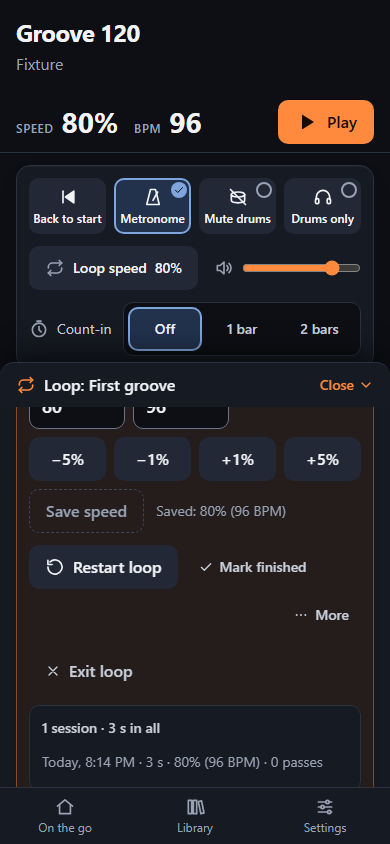 Groove 120
Fixture
SPEED 80% BPM 96 Play
Back to start Metronome Mute drums Drums only
Loop speed 80%
Count-in Off 1 bar 2 bars
Loop: First groove Close
80 96
−5% −1% +1% +5%
Save speed Saved: 80% (96 BPM)
Restart loop Mark finished
··· More
Exit loop
1 session · 3 s in all
Today, 8:14 PM · 3 s · 80% (96 BPM) · 0 passes
On the go Library Settings